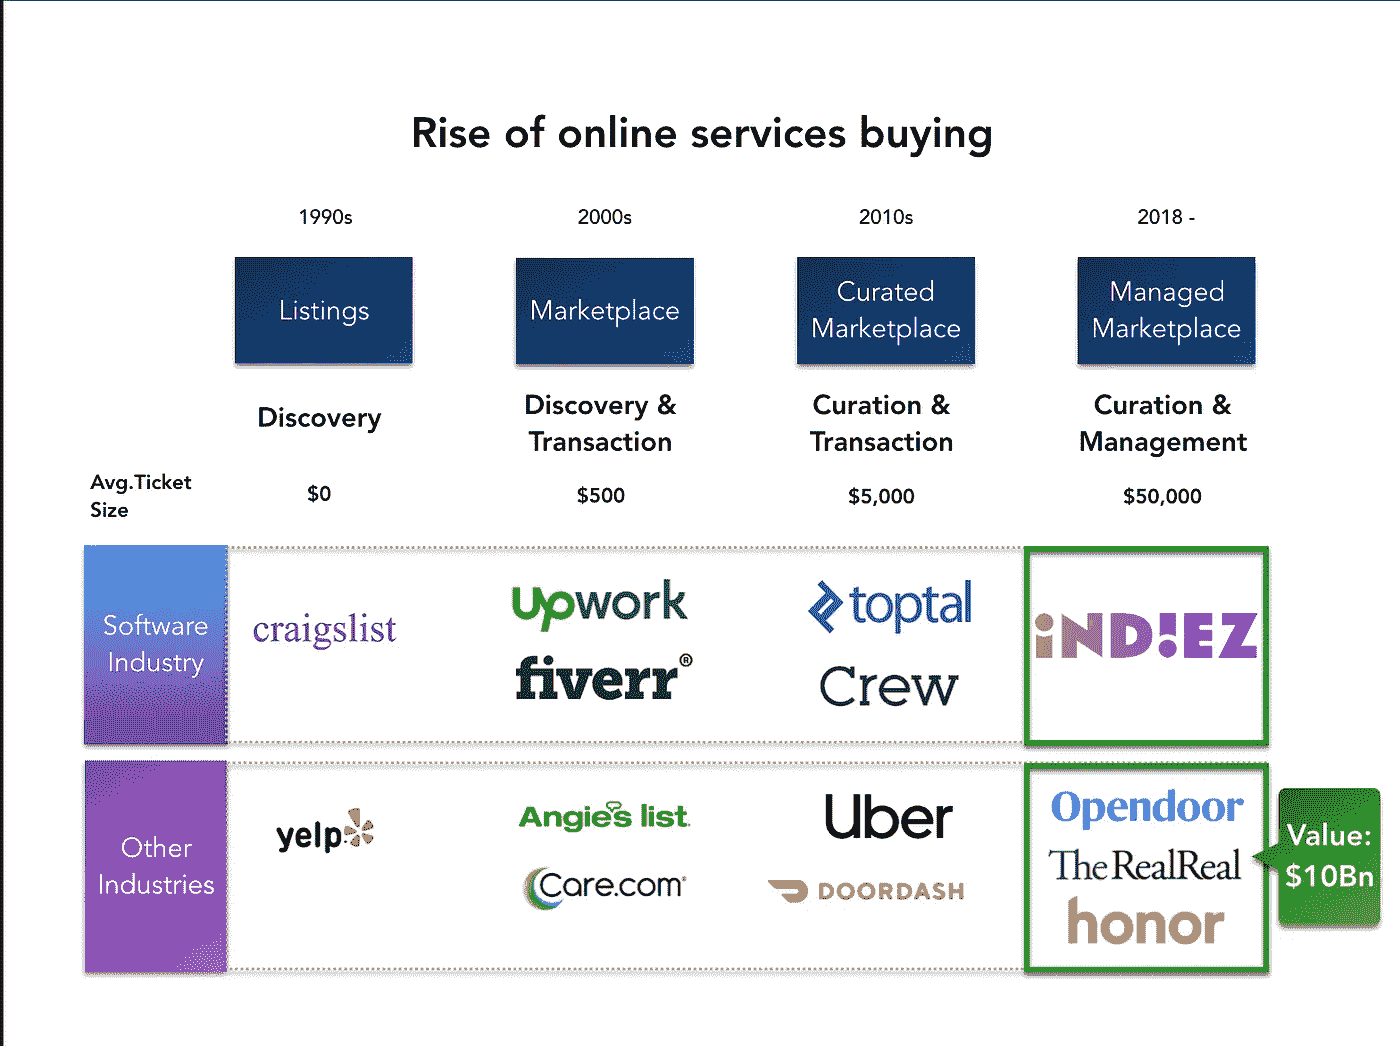 Rise of online services buying
1990s
2000s
2010s
2018 -
Listings
Marketplace
Curated
Marketplace
Managed
Marketplace
Discovery
Discovery &
Transaction
Curation &
Transaction
Curation &
Management
Avg.Ticket
Size
$0
$500
$5,000
$50,000
Software
Industry
craigslist
upwork
fiverr®
toptal
Crew
iND!EZ
Other
Industries
yelp
Angie's list.
Care.com®
Uber
DOORDASH
Opendoor
The RealReal
honor
Value:
$10Bn